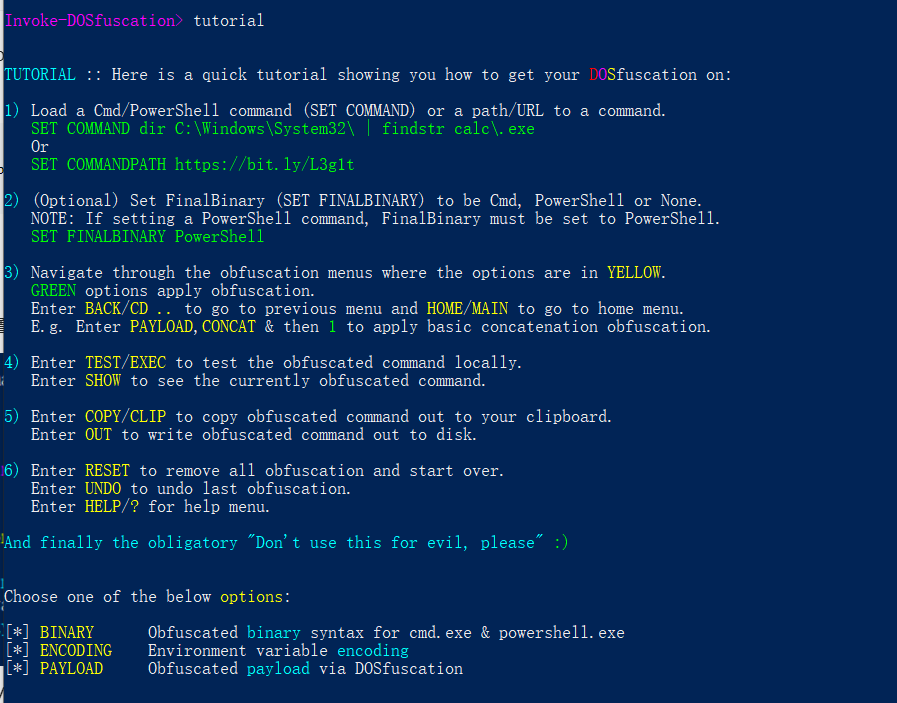 Invoke-DOSfuscation> tutorial
TUTORIAL :: Here is a quick tutorial showing you how to get your DOSfuscation on:
1) Load a Cmd/PowerShell command (SET COMMAND) or a path/URL to a command.
SET COMMAND dir C:\Windows\System32\ | findstr calc\.exe
Or
SET COMMANDPATH https://bit.ly/L3g1t
2) (Optional) Set FinalBinary (SET FINALBINARY) to be Cmd, PowerShell or None.
NOTE: If setting a PowerShell command, FinalBinary must be set to PowerShell.
SET FINALBINARY PowerShell
3) Navigate through the obfuscation menus where the options are in YELLOW.
GREEN options apply obfuscation.
Enter BACK/CD .. to go to previous menu and HOME/MAIN to go to home menu.
E.g. Enter PAYLOAD,CONCAT & then 1 to apply basic concatenation obfuscation.
4) Enter TEST/EXEC to test the obfuscated command locally.
Enter SHOW to see the currently obfuscated command.
5) Enter COPY/CLIP to copy obfuscated command out to your clipboard.
Enter OUT to write obfuscated command out to disk.
6) Enter RESET to remove all obfuscation and start over.
Enter UNDO to undo last obfuscation.
Enter HELP/? for help menu.
And finally the obligatory "Don't use this for evil, please" :)
Choose one of the below options:
[*] BINARY Obfuscated binary syntax for cmd.exe & powershell.exe
[*] ENCODING Environment variable encoding
[*] PAYLOAD Obfuscated payload via DOSfuscation